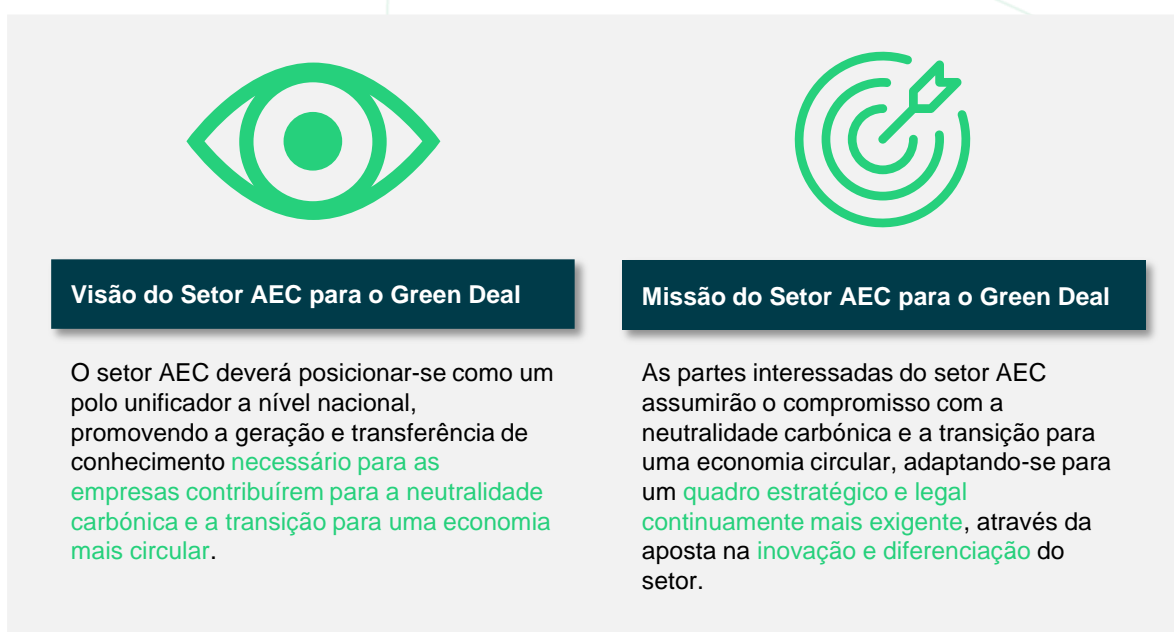 Visão do Setor AEC para o Green Deal
O setor AEC deverá posicionar-se como um
polo unificador a nível nacional,
promovendo a geração e transferência de
conhecimento necessário para as
empresas contribuírem para a neutralidade
carbónica e a transição para uma economia
mais circular.
Missão do Setor AEC para o Green Deal
As partes interessadas do setor AEC
assumirão o compromisso com a
neutralidade carbónica e a transição para
uma economia circular, adaptando-se para
um quadro estratégico e legal
continuamente mais exigente, através da
aposta na inovação e diferenciação do
setor.